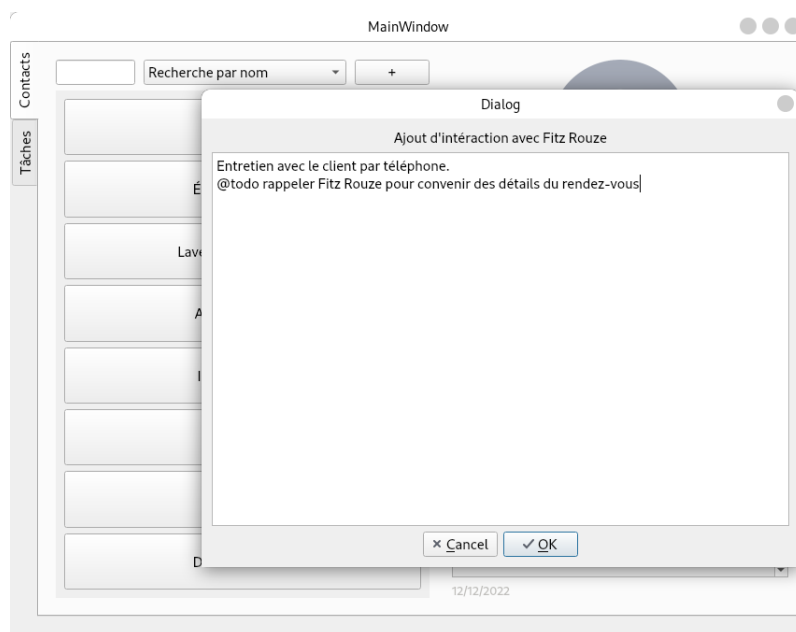 MainWindow
Contacts
Tâches
Recherche par nom
+
Dialog
Ajout d'intéraction avec Fitz Rouze
Entretien avec le client par téléphone.
@todo rappeler Fitz Rouze pour convenir des détails du rendez-vous
É
Lave
A
I
D
Cancel
OK
12/12/2022